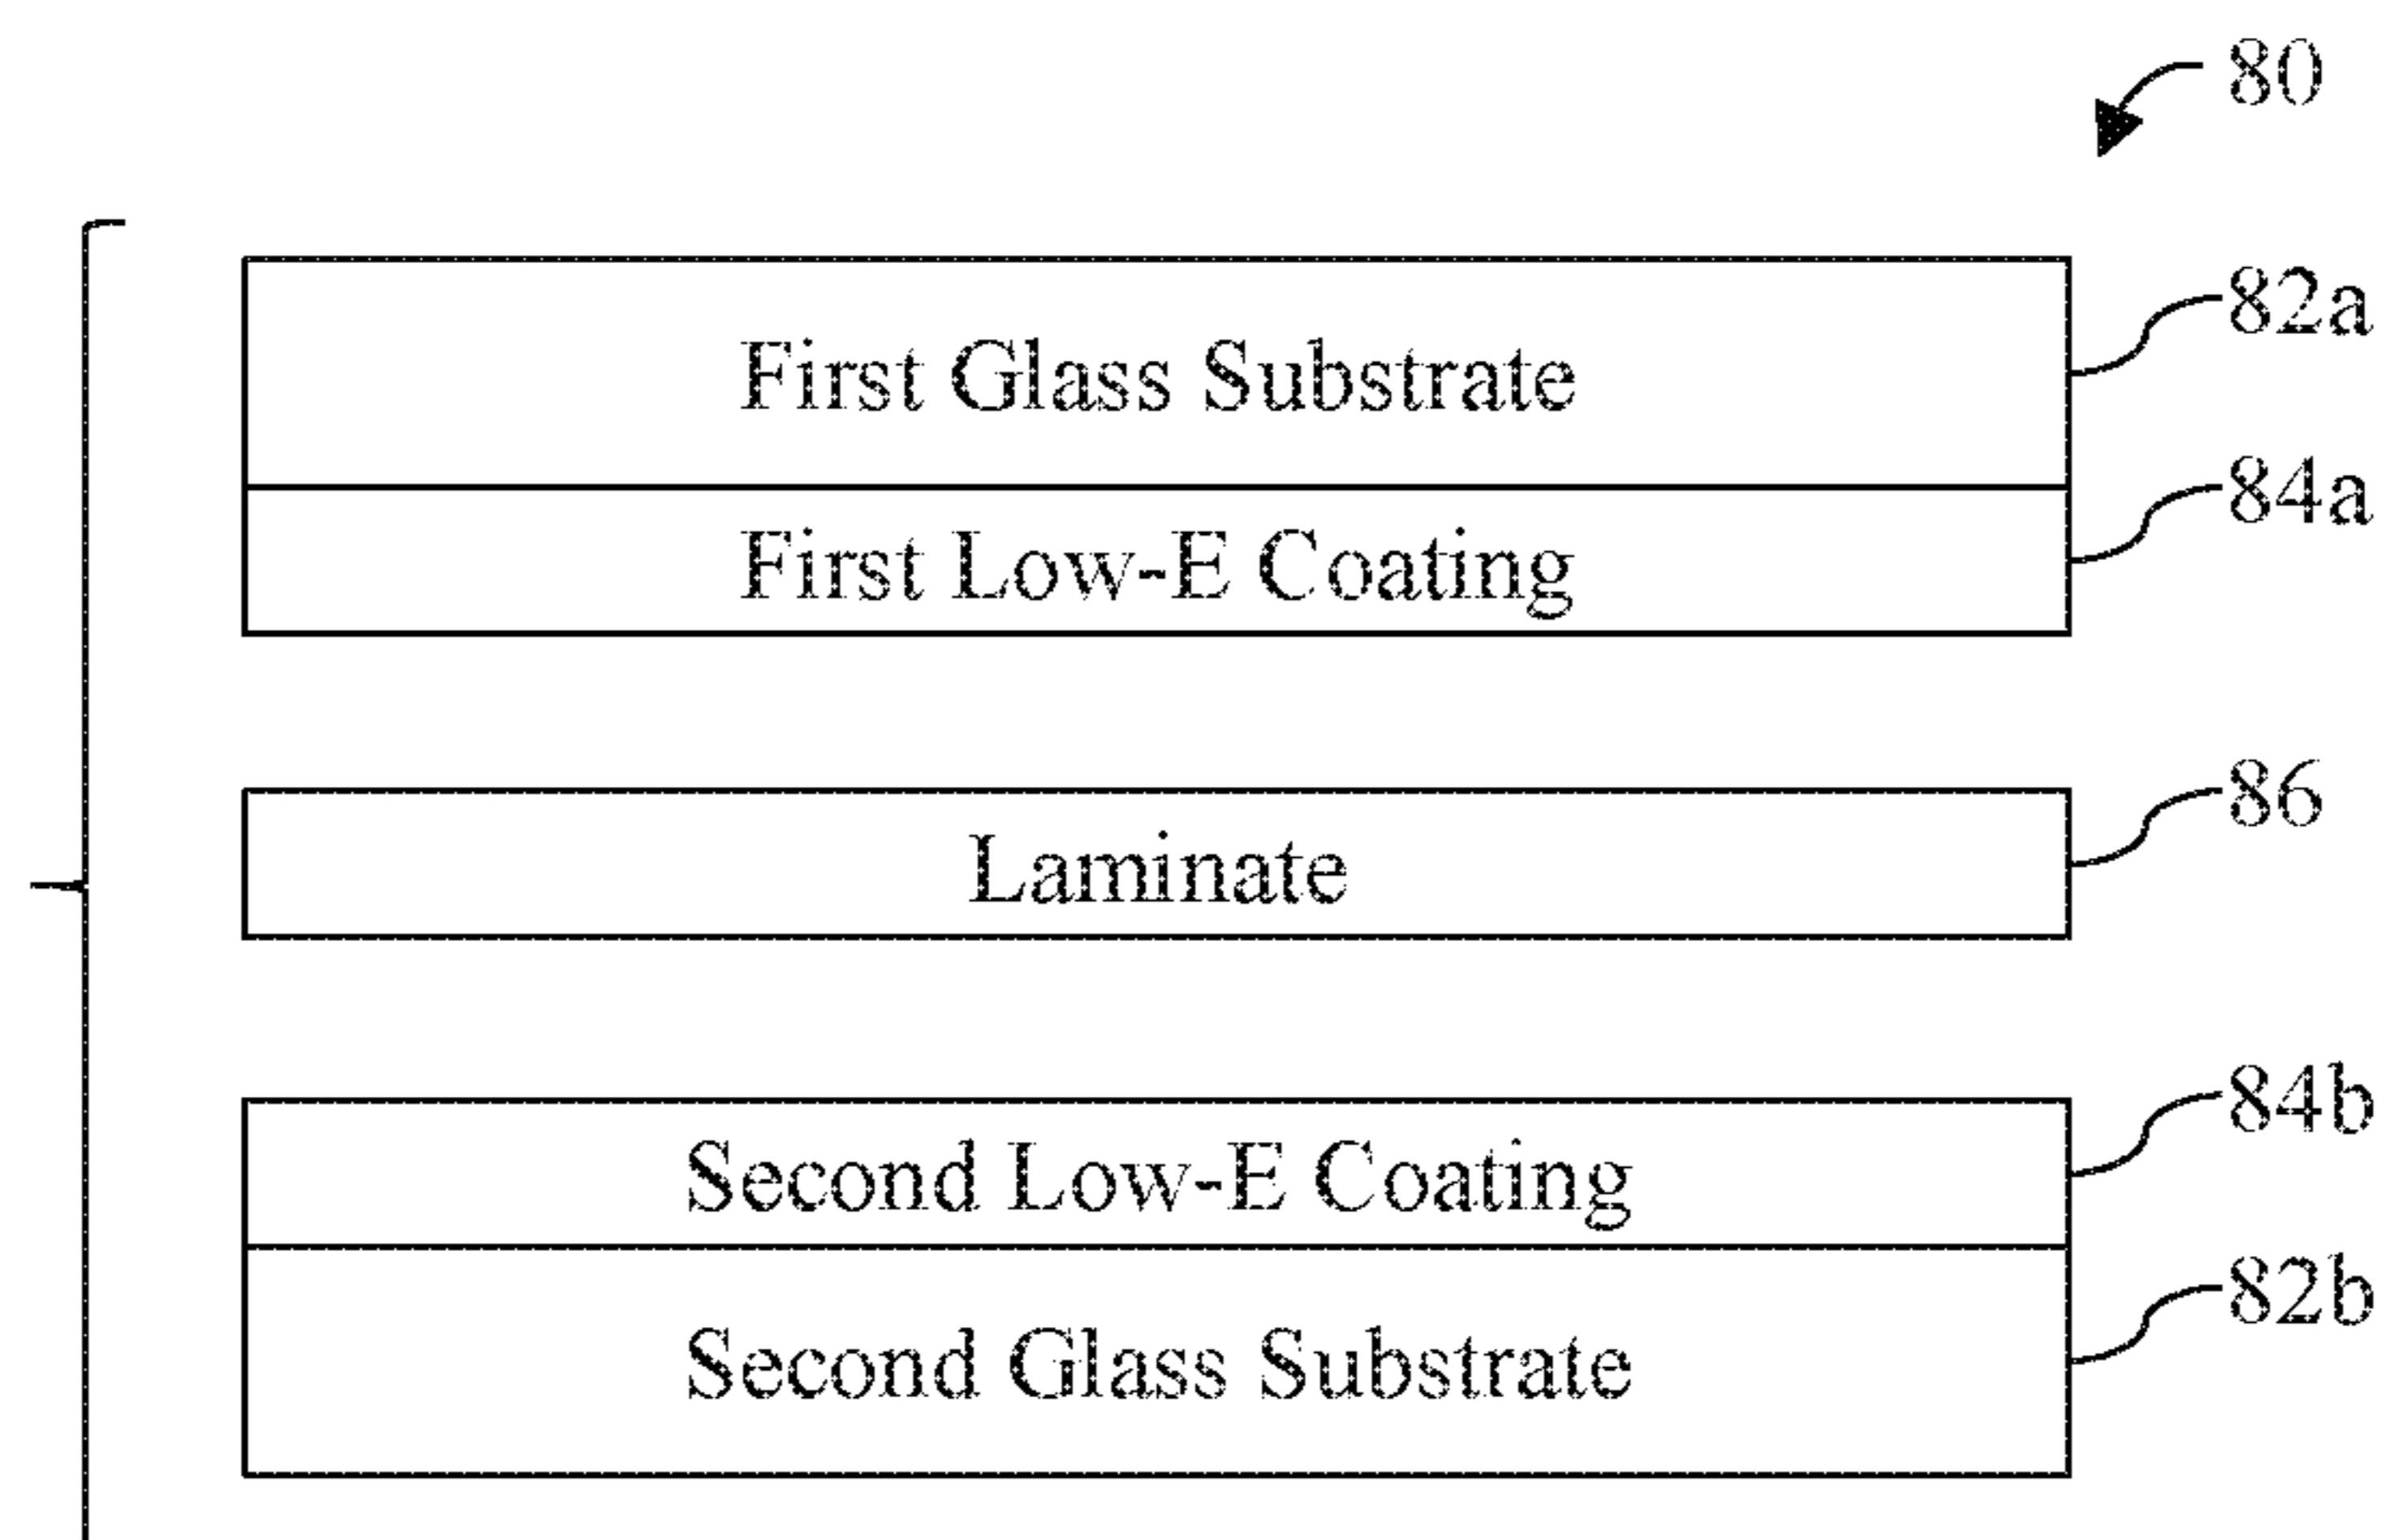 80
First Glass Substrate
82a
First Low-E Coating
84a
Laminate
86
Second Low-E Coating
84b
Second Glass Substrate
82b